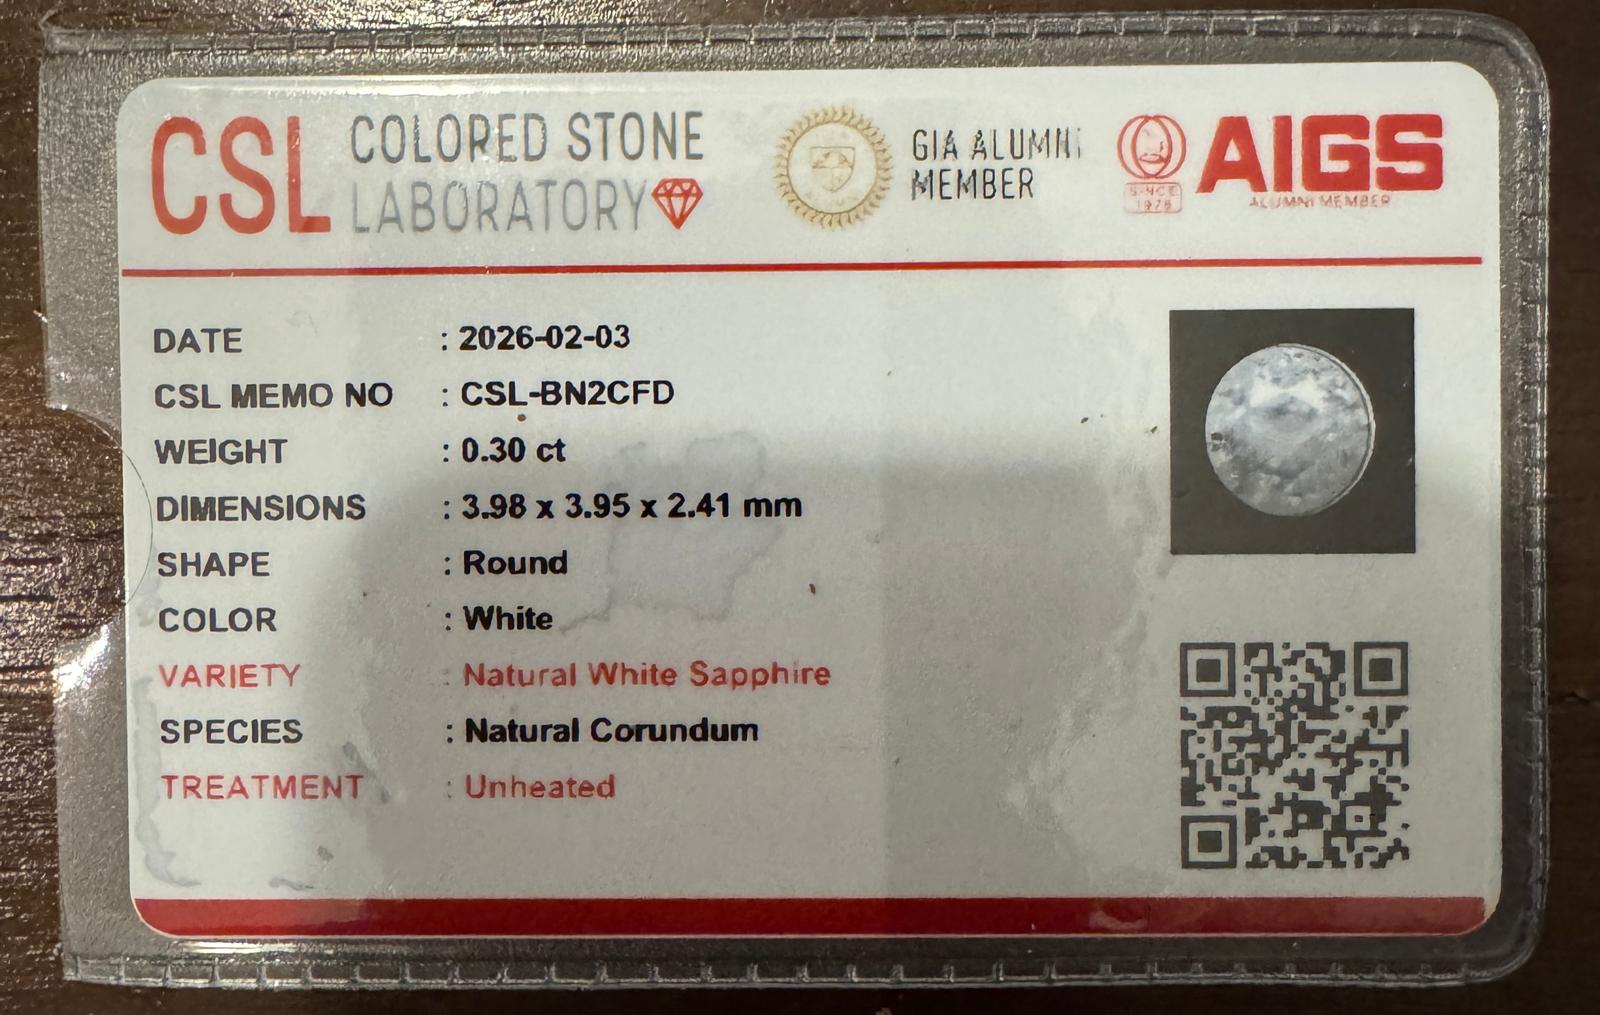 CSL COLORED STONE LABORATORY
GIA ALUMNI MEMBER
SINCE 1978
AIGS
ALUMNI MEMBER
DATE : 2026-02-03
CSL MEMO NO : CSL-BN2CFD
WEIGHT : 0.30 ct
DIMENSIONS : 3.98 x 3.95 x 2.41 mm
SHAPE : Round
COLOR : White
VARIETY : Natural White Sapphire
SPECIES : Natural Corundum
TREATMENT : Unheated